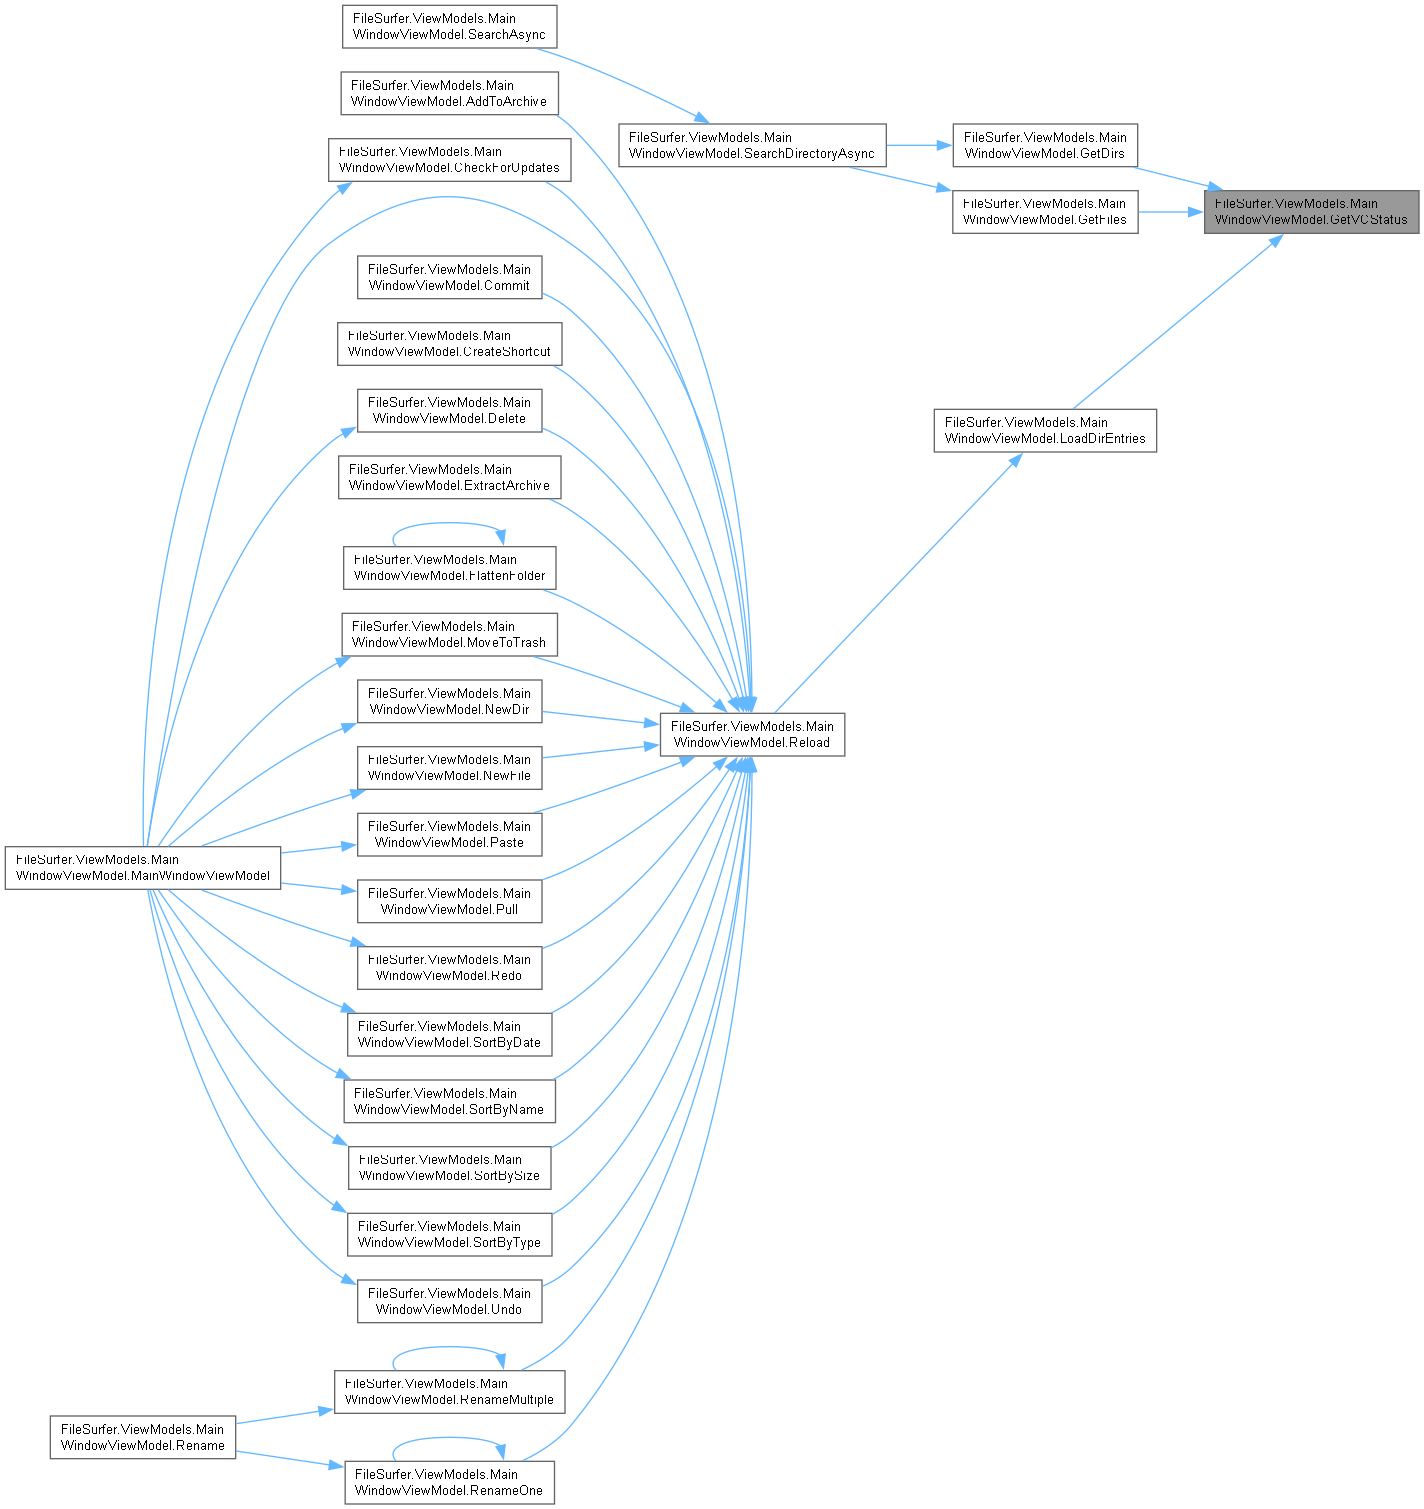 FileSurfer.ViewModels.Main
WindowViewModel.SearchAsync
FileSurfer.ViewModels.Main
WindowViewModel.AddToArchive
FileSurfer.ViewModels.Main
WindowViewModel.CheckForUpdates
FileSurfer.ViewModels.Main
WindowViewModel.SearchDirectoryAsync
FileSurfer.ViewModels.Main
WindowViewModel.GetDirs
FileSurfer.ViewModels.Main
WindowViewModel.GetFiles
FileSurfer.ViewModels.Main
WindowViewModel.GetVCStatus
FileSurfer.ViewModels.Main
WindowViewModel.Commit
FileSurfer.ViewModels.Main
WindowViewModel.CreateShortcut
FileSurfer.ViewModels.Main
WindowViewModel.Delete
FileSurfer.ViewModels.Main
WindowViewModel.LoadDirEntries
FileSurfer.ViewModels.Main
WindowViewModel.ExtractArchive
FileSurfer.ViewModels.Main
WindowViewModel.FlattenFolder
FileSurfer.ViewModels.Main
WindowViewModel.MoveToTrash
FileSurfer.ViewModels.Main
WindowViewModel.NewDir
FileSurfer.ViewModels.Main
WindowViewModel.Reload
FileSurfer.ViewModels.Main
WindowViewModel.NewFile
FileSurfer.ViewModels.Main
WindowViewModel.Paste
FileSurfer.ViewModels.Main
WindowViewModel.MainWindowViewModel
FileSurfer.ViewModels.Main
WindowViewModel.Pull
FileSurfer.ViewModels.Main
WindowViewModel.Redo
FileSurfer.ViewModels.Main
WindowViewModel.SortByDate
FileSurfer.ViewModels.Main
WindowViewModel.SortByName
FileSurfer.ViewModels.Main
WindowViewModel.SortBySize
FileSurfer.ViewModels.Main
WindowViewModel.SortByType
FileSurfer.ViewModels.Main
WindowViewModel.Undo
FileSurfer.ViewModels.Main
WindowViewModel.RenameMultiple
FileSurfer.ViewModels.Main
WindowViewModel.Rename
FileSurfer.ViewModels.Main
WindowViewModel.RenameOne